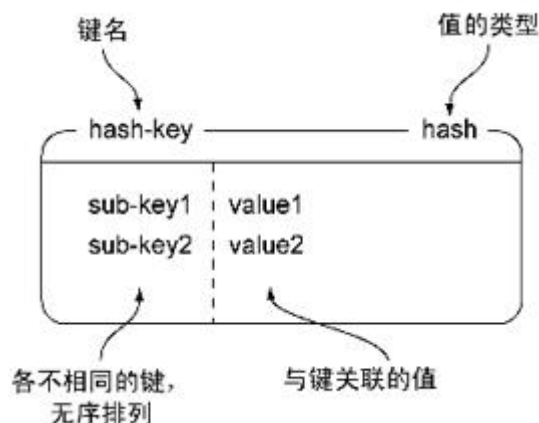 键名
值的类型
hash-key
hash
sub-key1 value1
sub-key2 value2
各不相同的键，
无序排列
与键关联的值